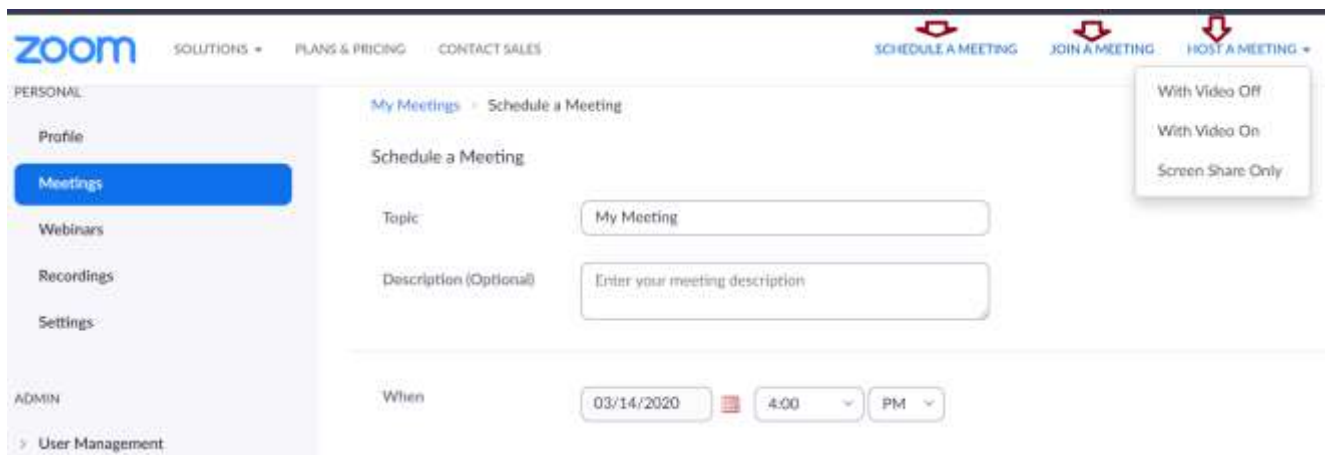 zoom SOLUTIONS PLANS & PRICING CONTACT SALES SCHEDULE A MEETING JOIN A MEETING HOST A MEETING
With Video Off
With Video On
Screen Share Only
PERSONAL
Profile
Meetings
Webinars
Recordings
Settings
ADMIN
> User Management
My Meetings > Schedule a Meeting
Schedule a Meeting
Topic My Meeting
Description (Optional) Enter your meeting description
When 03/14/2020 4:00 PM